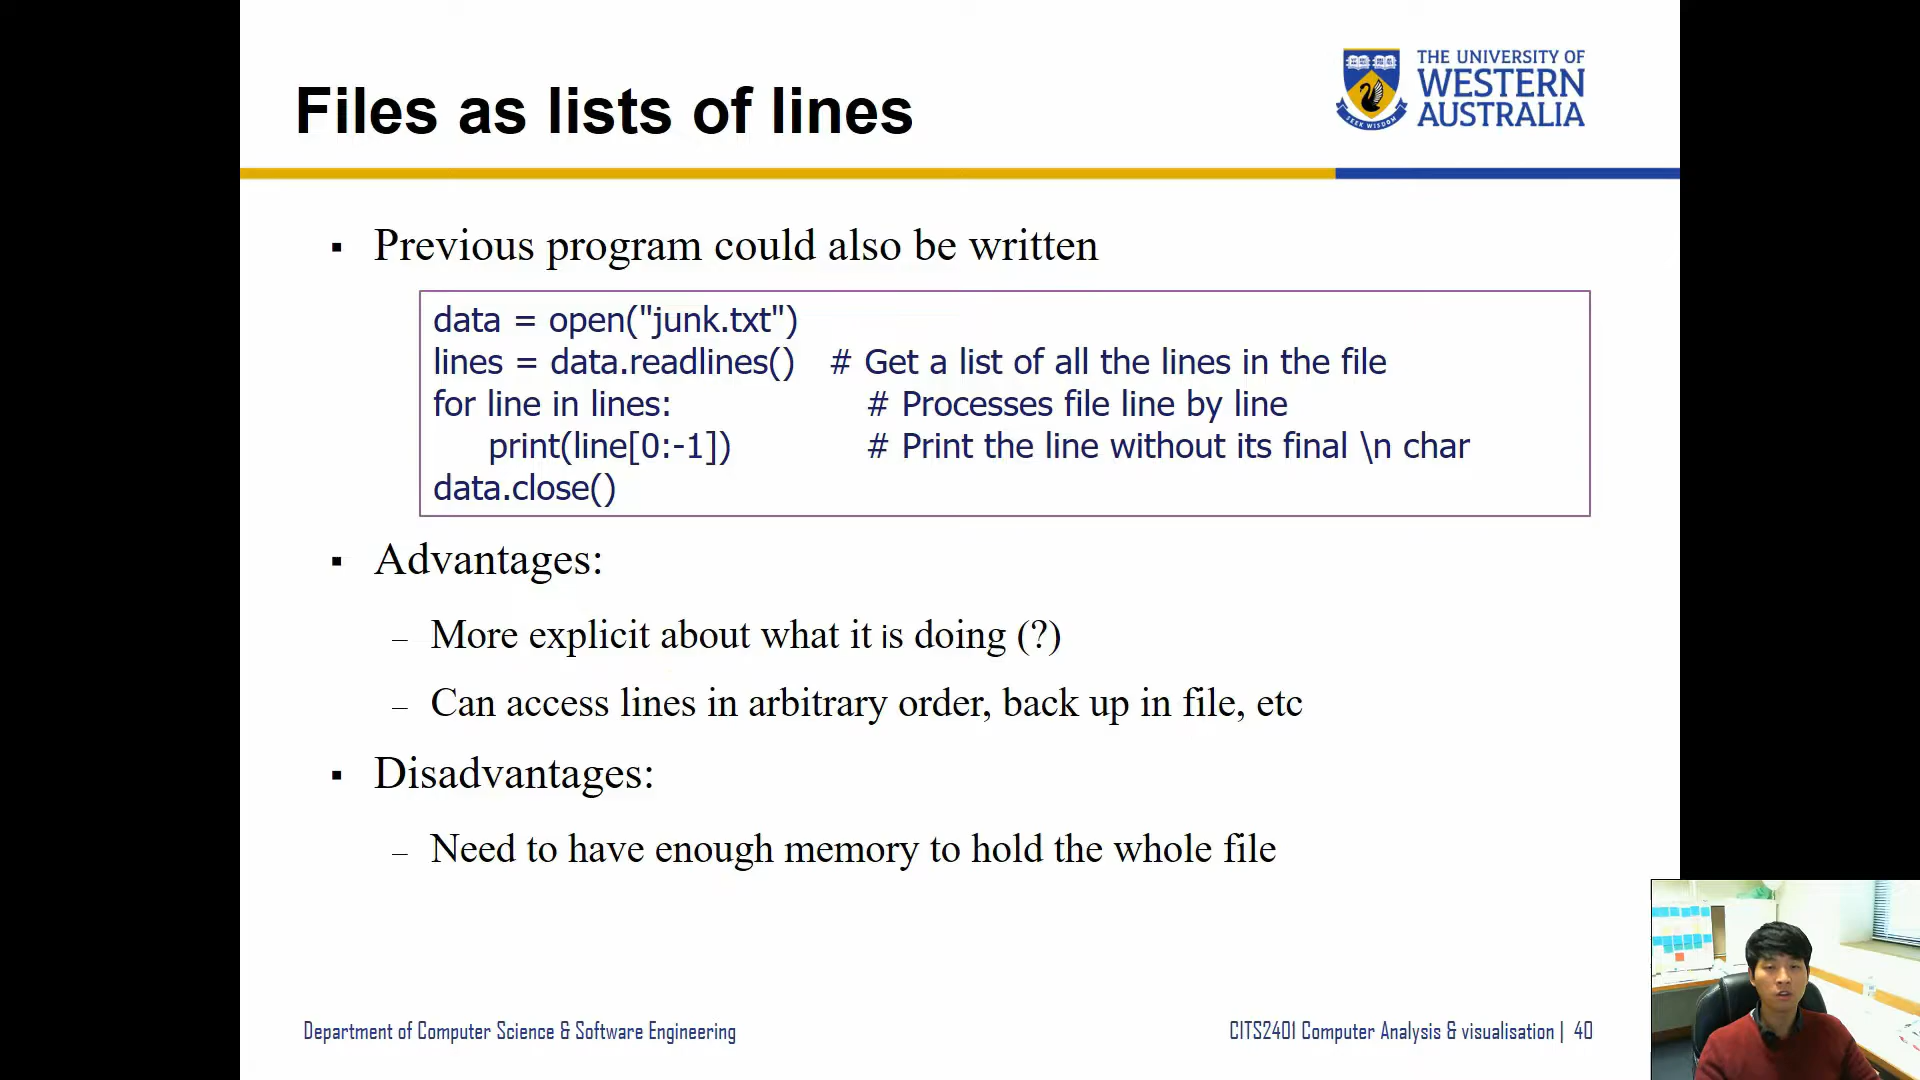 THE UNIVERSITY OF
WESTERN
AUSTRALIA
SEEK WISDOM
Files as lists of lines
▪ Previous program could also be written
data = open("junk.txt")
lines = data.readlines() # Get a list of all the lines in the file
for line in lines: # Processes file line by line
print(line[0:-1]) # Print the line without its final \n char
data.close()
▪ Advantages:
– More explicit about what it is doing (?)
– Can access lines in arbitrary order, back up in file, etc
▪ Disadvantages:
– Need to have enough memory to hold the whole file
Department of Computer Science & Software Engineering
CITS2401 Computer Analysis & visualisation | 40